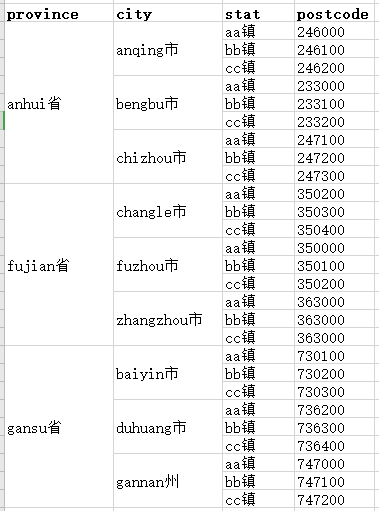 province city stat postcode
anhui省 anqing市 aa镇 246000
bb镇 246100
cc镇 246200
bengbu市 aa镇 233000
bb镇 233100
cc镇 233200
chizhou市 aa镇 247100
bb镇 247200
cc镇 247300
fujian省 changle市 aa镇 350200
bb镇 350300
cc镇 350400
fuzhou市 aa镇 350000
bb镇 350100
cc镇 350200
zhangzhou市 aa镇 363000
bb镇 363000
cc镇 363000
gansu省 baiyin市 aa镇 730100
bb镇 730200
cc镇 730300
duhuang市 aa镇 736200
bb镇 736300
cc镇 736400
gannan州 aa镇 747000
bb镇 747100
cc镇 747200